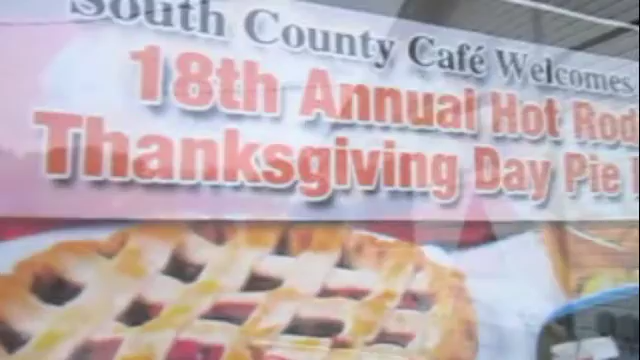 South County Café Welcomes
18th Annual Hot Rod
Thanksgiving Day Pie